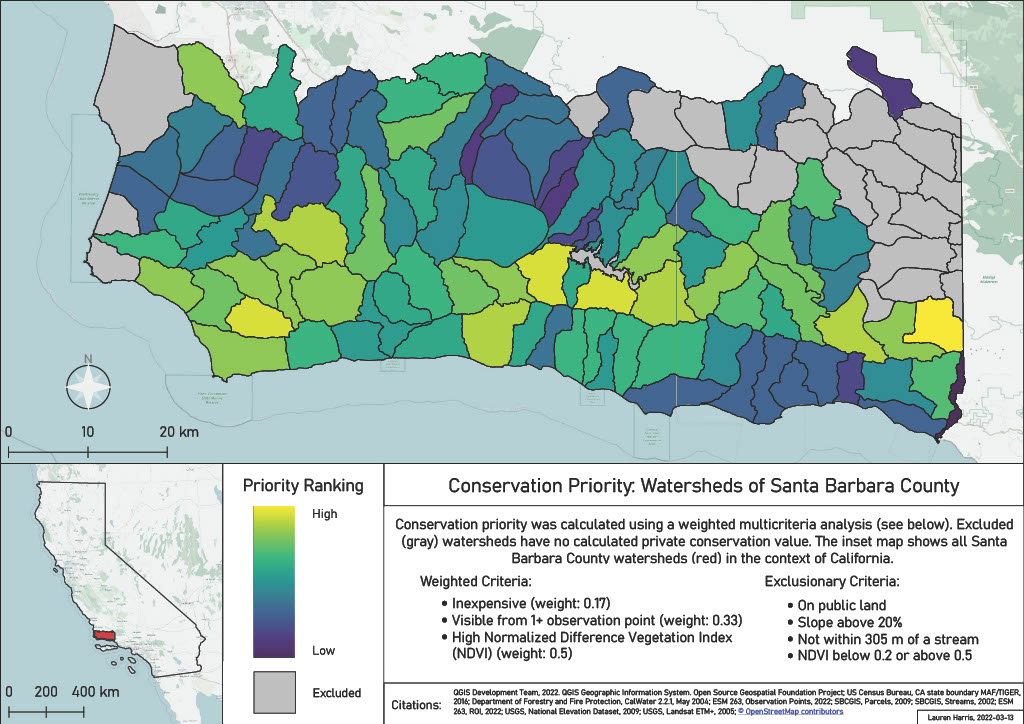 N
0 10 20 km
0 200 400 km
Priority Ranking
High
Low
Excluded
Conservation Priority: Watersheds of Santa Barbara County
Conservation priority was calculated using a weighted multicriteria analysis (see below). Excluded
(gray) watersheds have no calculated private conservation value. The inset map shows all Santa
Barbara County watersheds (red) in the context of California.
Weighted Criteria:
• Inexpensive (weight: 0.17)
• Visible from 1+ observation point (weight: 0.33)
• High Normalized Difference Vegetation Index
(NDVI) (weight: 0.5)
Exclusionary Criteria:
• On public land
• Slope above 20%
• Not within 305 m of a stream
• NDVI below 0.2 or above 0.5
Citations:
QGIS Development Team, 2022. QGIS Geographic Information System. Open Source Geospatial Foundation Project; US Census Bureau, CA state boundary MAF/TIGER,
2016; Department of Forestry and Fire Protection, CalWater 2.2.1, May 2004; ESM 263, Observation Points, 2022; SBCGIS, Parcels, 2009; SBCGIS, Streams, 2002; ESM
263, ROI, 2022; USGS, National Elevation Dataset, 2009; USGS, Landsat ETM+, 2005; © OpenStreetMap contributors
Lauren Harris, 2022-03-13